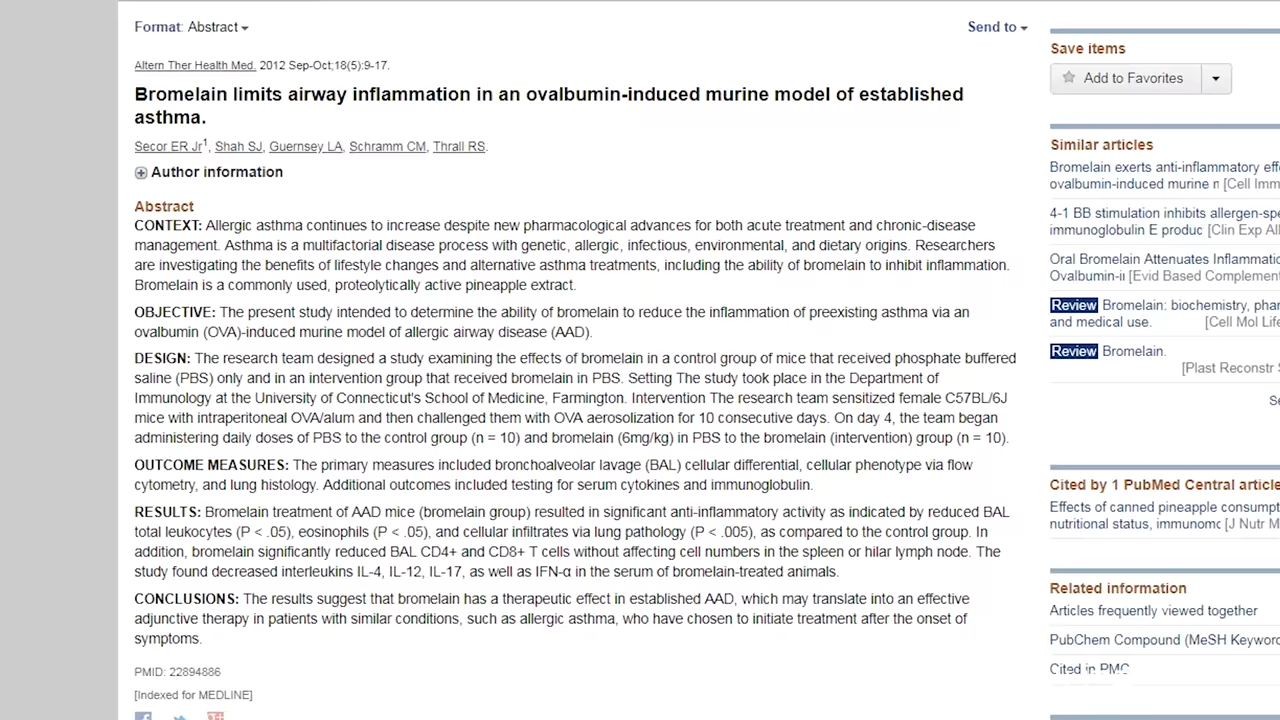 Format: Abstract
Send to
Altern Ther Health Med. 2012 Sep-Oct;18(5):9-17.
Bromelain limits airway inflammation in an ovalbumin-induced murine model of established
asthma.
Secor ER Jr1, Shah SJ, Guernsey LA, Schramm CM, Thrall RS.
Author information
Abstract
CONTEXT: Allergic asthma continues to increase despite new pharmacological advances for both acute treatment and chronic-disease
management. Asthma is a multifactorial disease process with genetic, allergic, infectious, environmental, and dietary origins. Researchers
are investigating the benefits of lifestyle changes and alternative asthma treatments, including the ability of bromelain to inhibit inflammation.
Bromelain is a commonly used, proteolytically active pineapple extract.
OBJECTIVE: The present study intended to determine the ability of bromelain to reduce the inflammation of preexisting asthma via an
ovalbumin (OVA)-induced murine model of allergic airway disease (AAD).
DESIGN: The research team designed a study examining the effects of bromelain in a control group of mice that received phosphate buffered
saline (PBS) only and in an intervention group that received bromelain in PBS. Setting The study took place in the Department of
Immunology at the University of Connecticut's School of Medicine, Farmington. Intervention The research team sensitized female C57BL/6J
mice with intraperitoneal OVA/alum and then challenged them with OVA aerosolization for 10 consecutive days. On day 4, the team began
administering daily doses of PBS to the control group (n = 10) and bromelain (6mg/kg) in PBS to the bromelain (intervention) group (n = 10).
OUTCOME MEASURES: The primary measures included bronchoalveolar lavage (BAL) cellular differential, cellular phenotype via flow
cytometry, and lung histology. Additional outcomes included testing for serum cytokines and immunoglobulin.
RESULTS: Bromelain treatment of AAD mice (bromelain group) resulted in significant anti-inflammatory activity as indicated by reduced BAL
total leukocytes (P < .05), eosinophils (P < .05), and cellular infiltrates via lung pathology (P < .005), as compared to the control group. In
addition, bromelain significantly reduced BAL CD4+ and CD8+ T cells without affecting cell numbers in the spleen or hilar lymph node. The
study found decreased interleukins IL-4, IL-12, IL-17, as well as IFN-α in the serum of bromelain-treated animals.
CONCLUSIONS: The results suggest that bromelain has a therapeutic effect in established AAD, which may translate into an effective
adjunctive therapy in patients with similar conditions, such as allergic asthma, who have chosen to initiate treatment after the onset of
symptoms.
PMID: 22894886
[Indexed for MEDLINE]
Save items
Add to Favorites
Similar articles
Bromelain exerts anti-inflammatory effe
ovalbumin-induced murine n [Cell Imm
4-1 BB stimulation inhibits allergen-spe
immunoglobulin E produc [Clin Exp All
Oral Bromelain Attenuates Inflammatic
Ovalbumin-ii [Evid Based Complemen
Review Bromelain: biochemistry, phar
and medical use. [Cell Mol Life
Review Bromelain.
[Plast Reconstr S
Se
Cited by 1 PubMed Central article
Effects of canned pineapple consumpt
nutritional status, immunomc [J Nutr M
Related information
Articles frequently viewed together
PubChem Compound (MeSH Keyword
Cited in PMC